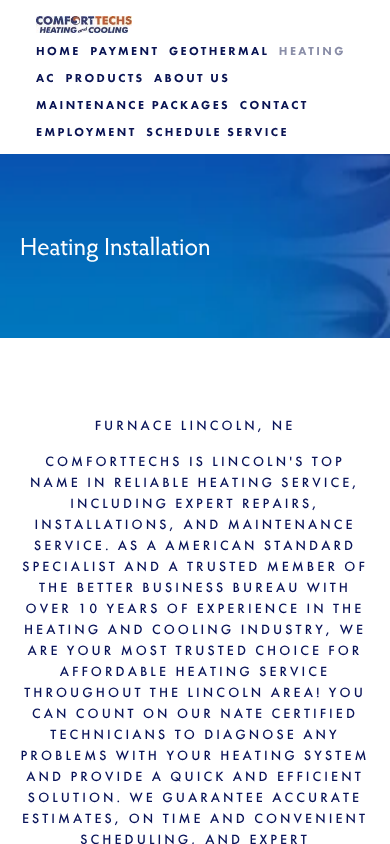 COMFORTTECHS
HEATING and COOLING
HOME PAYMENT GEOTHERMAL HEATING
AC PRODUCTS ABOUT US
MAINTENANCE PACKAGES CONTACT
EMPLOYMENT SCHEDULE SERVICE
Heating Installation
FURNACE LINCOLN, NE
COMFORTTECHS IS LINCOLN'S TOP
NAME IN RELIABLE HEATING SERVICE,
INCLUDING EXPERT REPAIRS,
INSTALLATIONS, AND MAINTENANCE
SERVICE. AS A AMERICAN STANDARD
SPECIALIST AND A TRUSTED MEMBER OF
THE BETTER BUSINESS BUREAU WITH
OVER 10 YEARS OF EXPERIENCE IN THE
HEATING AND COOLING INDUSTRY, WE
ARE YOUR MOST TRUSTED CHOICE FOR
AFFORDABLE HEATING SERVICE
THROUGHOUT THE LINCOLN AREA! YOU
CAN COUNT ON OUR NATE CERTIFIED
TECHNICIANS TO DIAGNOSE ANY
PROBLEMS WITH YOUR HEATING SYSTEM
AND PROVIDE A QUICK AND EFFICIENT
SOLUTION. WE GUARANTEE ACCURATE
ESTIMATES, ON TIME AND CONVENIENT
SCHEDULING. AND EXPERT